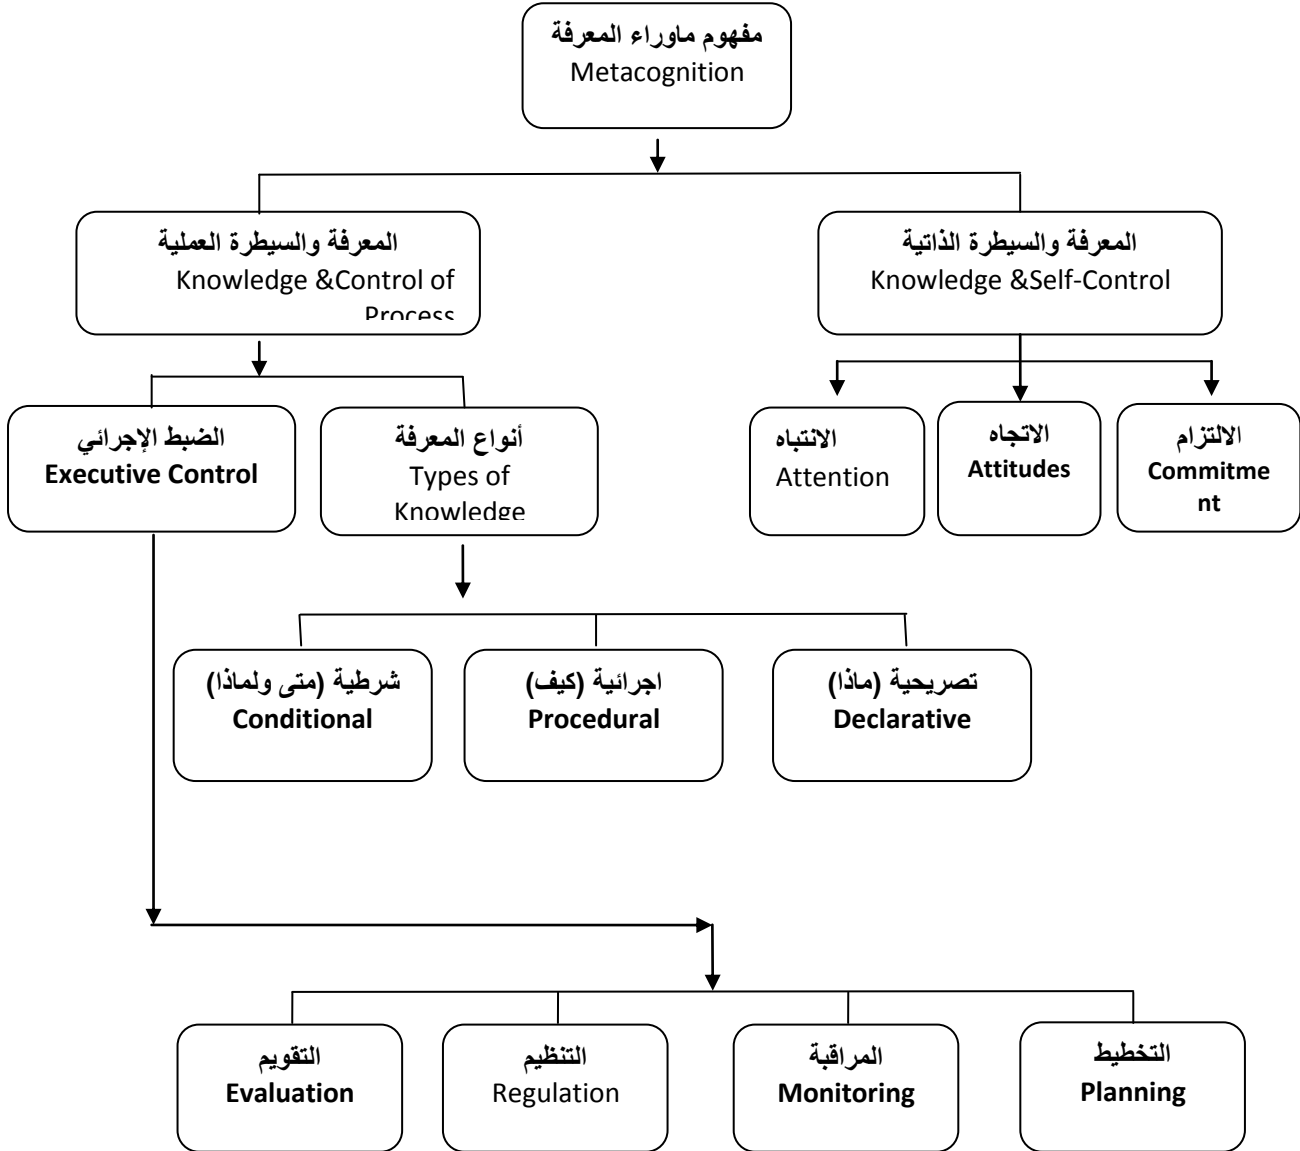 مفهوم ماوراء المعرفة
Metacognition
المعرفة والسيطرة الذاتية
Knowledge &Self-Control
المعرفة والسيطرة العملية
Knowledge &Control of
Process
الالتزام
Commitme
nt
الاتجاه
Attitudes
الانتباه
Attention
أنواع المعرفة
Types of
Knowledge
الضبط الإجرائي
Executive Control
تصريحية (ماذا)
Declarative
اجرائية (كيف)
Procedural
شرطية (متى ولماذا)
Conditional
التخطيط
Planning
المراقبة
Monitoring
التنظيم
Regulation
التقويم
Evaluation